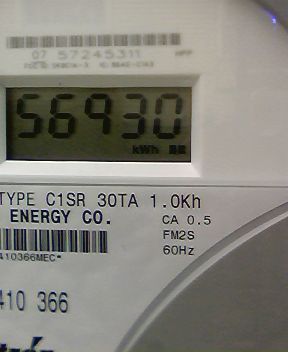 07 57245311
56930
kWh
TYPE C1SR 30TA 1.0Kh
ENERGY CO.
CA 0.5
FM2S
60Hz
410366MEC*
410 366